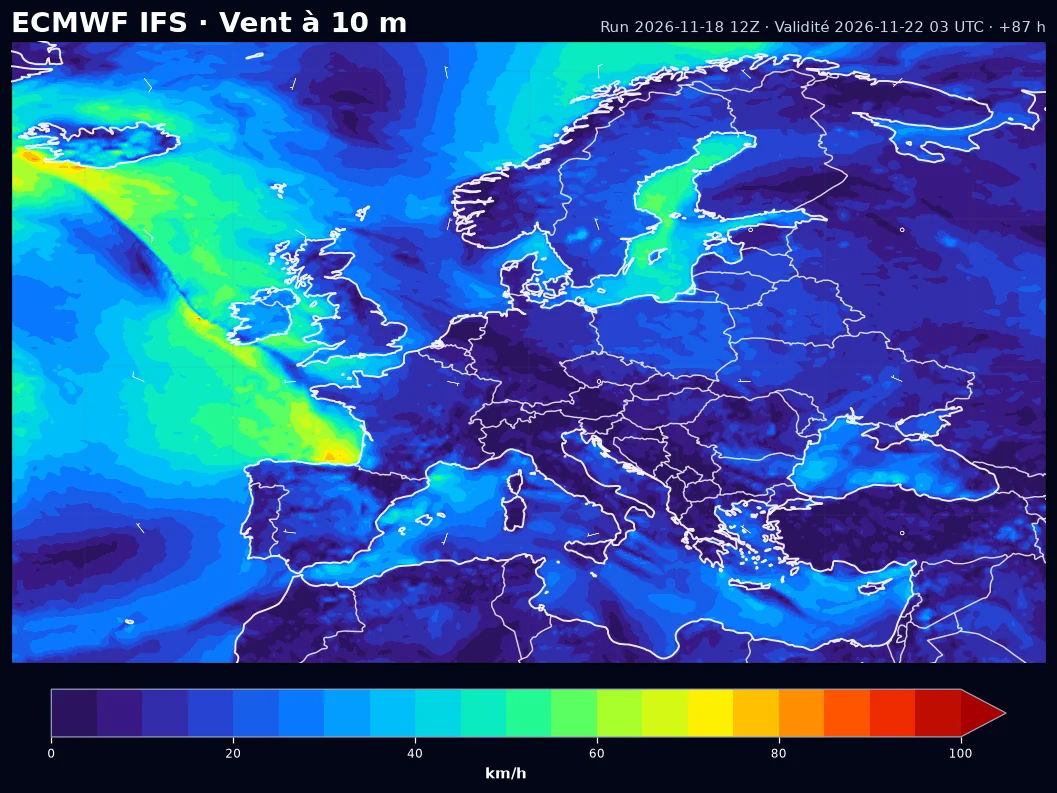 ECMWF IFS · Vent à 10 m
Run 2026-11-18 12Z · Validité 2026-11-22 03 UTC · +87 h
0 20 40 60 80 100
km/h